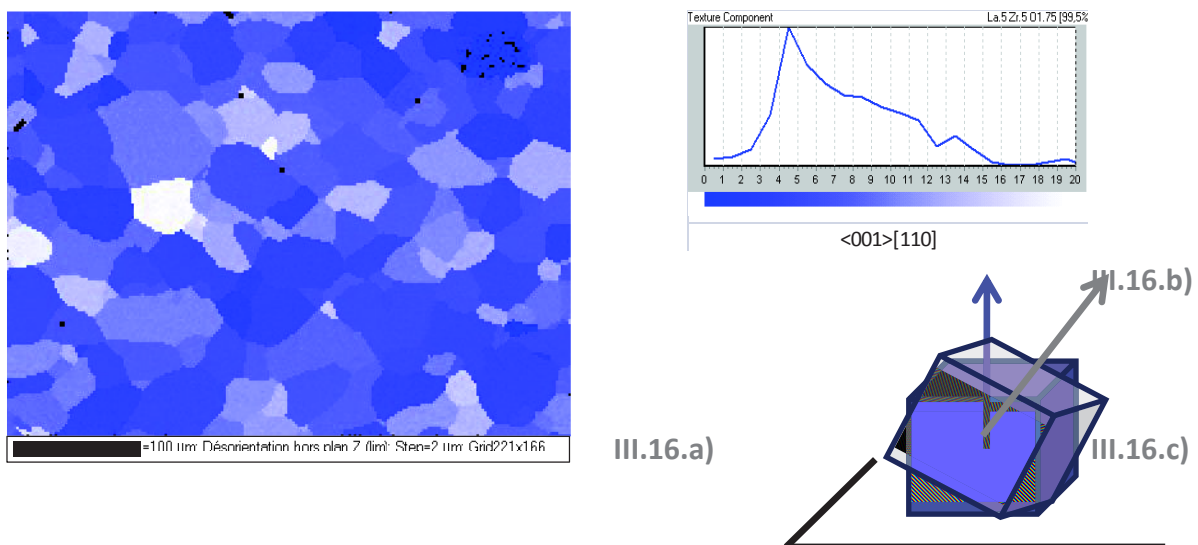 Texture Component La.5 Zr.5 O1.75 [99,5%
0 1 2 3 4 5 6 7 8 9 10 11 12 13 14 15 16 17 18 19 20
<001>[110]
III.16.b)
=100 µm; Désorientation hors plan Z (lim); Step=2 µm; Grid221x166
III.16.a)
III.16.c)